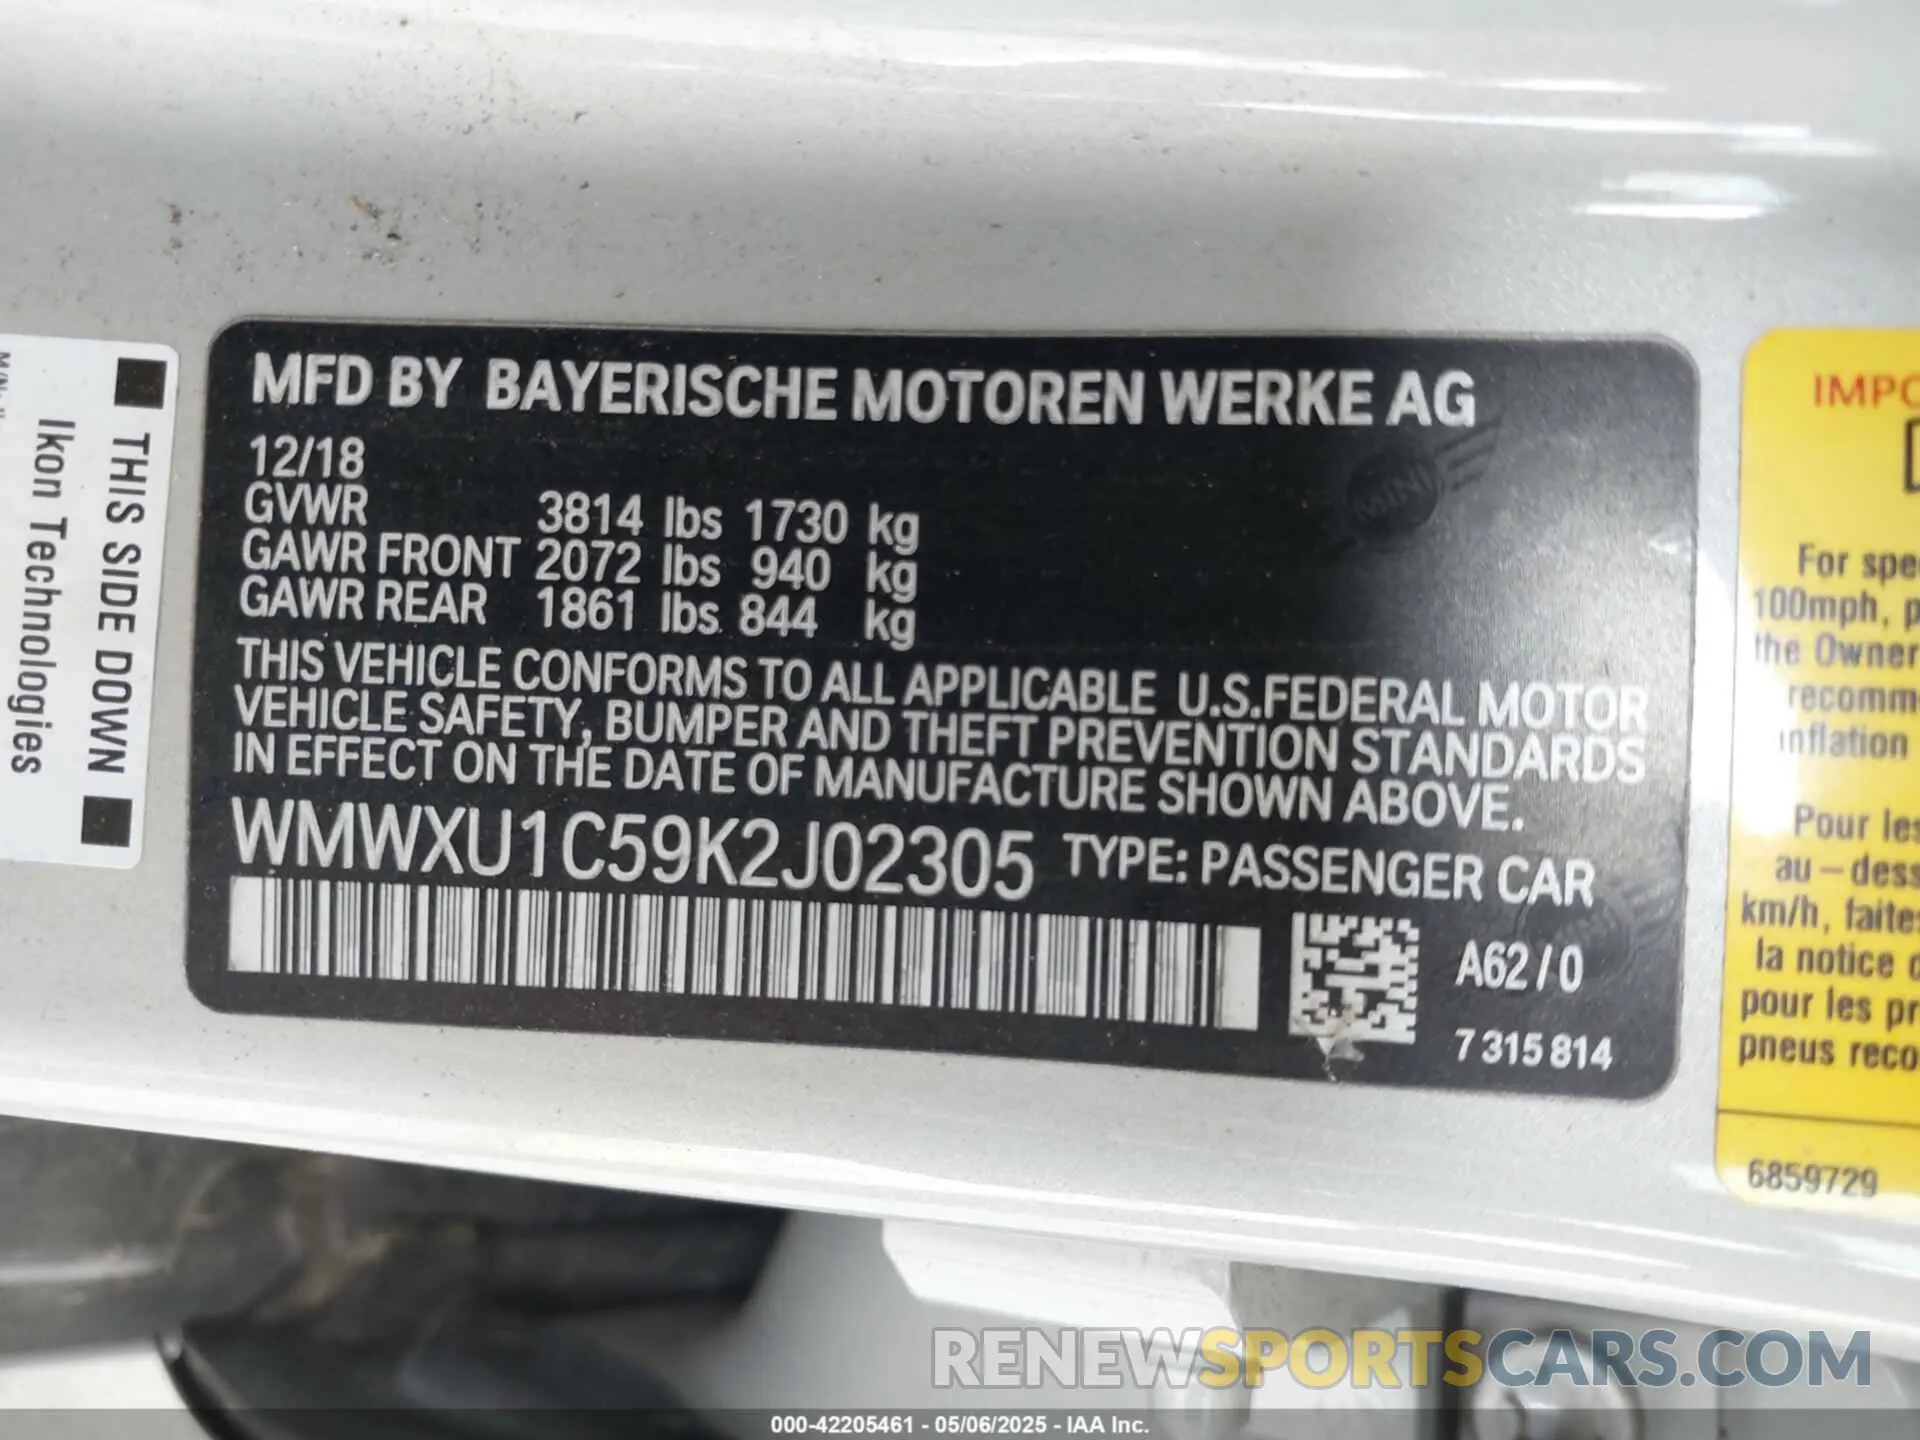 THIS SIDE DOWN
Ikon Technologies
MFD BY BAYERISCHE MOTOREN WERKE AG
12/18
MINI
GVWR 3814 lbs 1730 kg
GAWR FRONT 2072 lbs 940 kg
GAWR REAR 1861 lbs 844 kg
THIS VEHICLE CONFORMS TO ALL APPLICABLE U.S.FEDERAL MOTOR
VEHICLE SAFETY, BUMPER AND THEFT PREVENTION STANDARDS
IN EFFECT ON THE DATE OF MANUFACTURE SHOWN ABOVE.
WMWXU1C59K2J02305 TYPE: PASSENGER CAR
A62/0
7 315 814
IMPO
For spe
100mph, p
the Owner
recomm
inflation
Pour les
au-dess
km/h, faites
la notice d
pour les pr
pneus reco
6859729
RENEWSPORTSCARS.COM
000-42205461 - 05/06/2025 - IAA Inc.